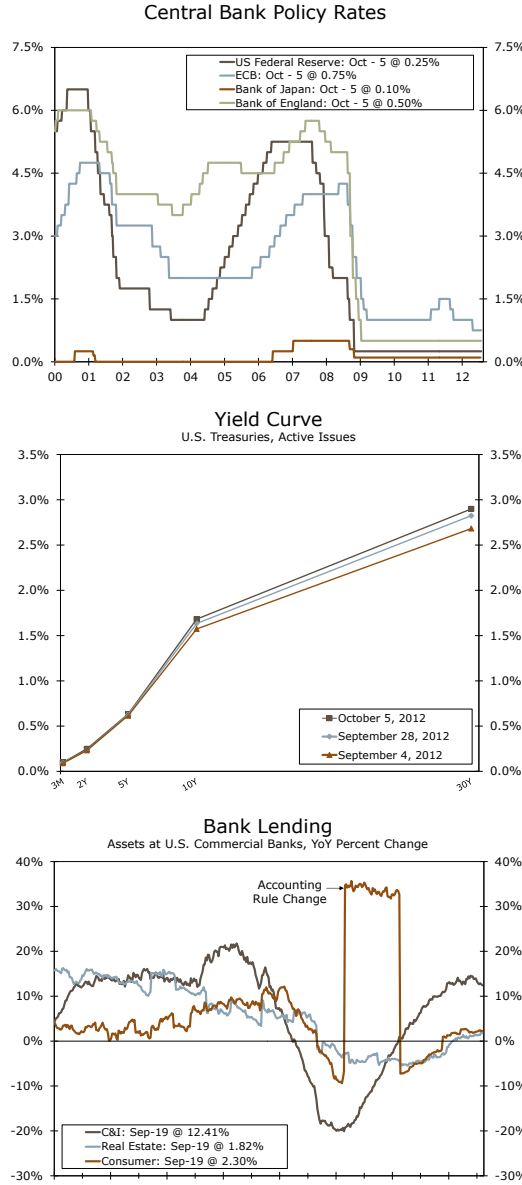 Central Bank Policy Rates
7.5% 7.5%
US Federal Reserve: Oct - 5 @ 0.25%
ECB: Oct - 5 @ 0.75%
Bank of Japan: Oct - 5 @ 0.10%
Bank of England: Oct - 5 @ 0.50%
6.0% 6.0%
4.5% 4.5%
3.0% 3.0%
1.5% 1.5%
0.0% 0.0%
00 01 02 03 04 05 06 07 08 09 10 11 12
Yield Curve
U.S. Treasuries, Active Issues
3.5% 3.5%
3.0% 3.0%
2.5% 2.5%
2.0% 2.0%
1.5% 1.5%
1.0% 1.0%
0.5% 0.5%
October 5, 2012
September 28, 2012
September 4, 2012
0.0% 0.0%
3M 2Y 5Y 10Y 30Y
Bank Lending
Assets at U.S. Commercial Banks, YoY Percent Change
40% 40%
Accounting
Rule Change
30% 30%
20% 20%
10% 10%
0% 0%
-10% -10%
-20% -20%
C&I: Sep-19 @ 12.41%
Real Estate: Sep-19 @ 1.82%
Consumer: Sep-19 @ 2.30%
-30% -30%